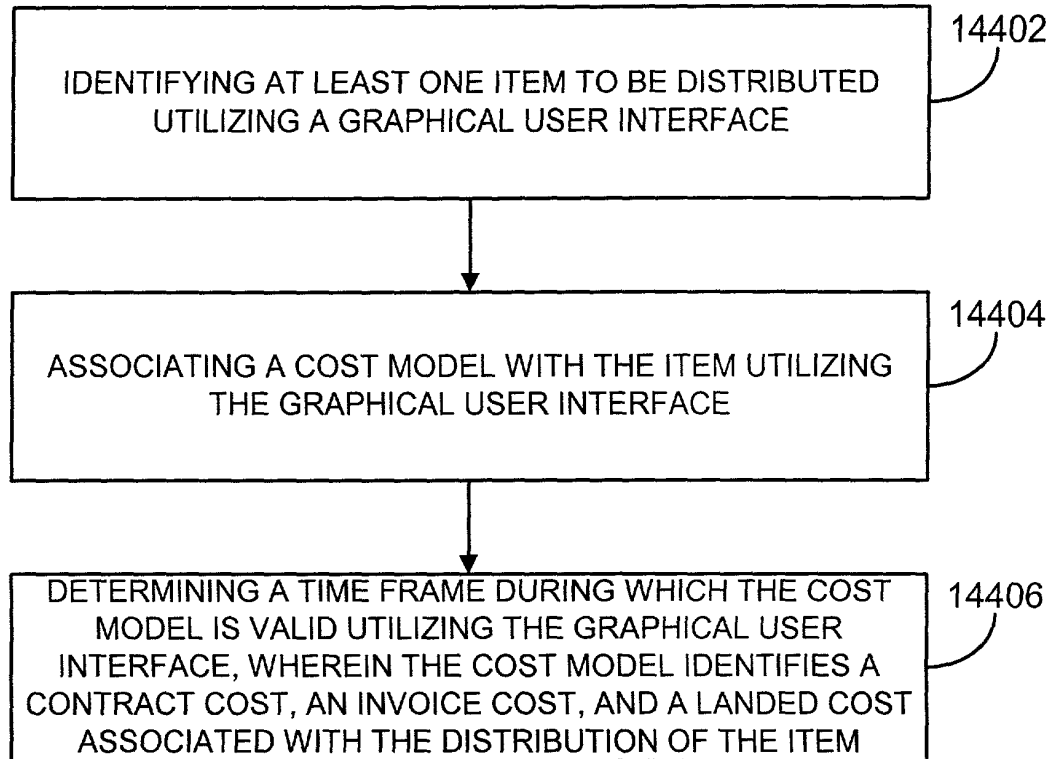 14402
IDENTIFYING AT LEAST ONE ITEM TO BE DISTRIBUTED
UTILIZING A GRAPHICAL USER INTERFACE
14404
ASSOCIATING A COST MODEL WITH THE ITEM UTILIZING
THE GRAPHICAL USER INTERFACE
14406
DETERMINING A TIME FRAME DURING WHICH THE COST
MODEL IS VALID UTILIZING THE GRAPHICAL USER
INTERFACE, WHEREIN THE COST MODEL IDENTIFIES A
CONTRACT COST, AN INVOICE COST, AND A LANDED COST
ASSOCIATED WITH THE DISTRIBUTION OF THE ITEM